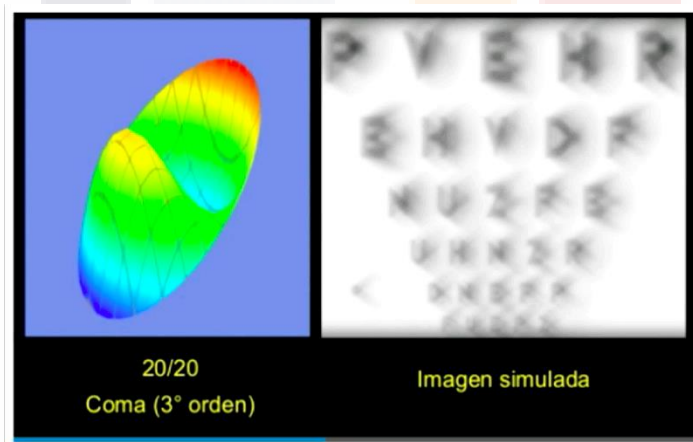 P V E H R
E H V D F
N U Z F E
U H N Z R
20/20
Coma (3° orden)
Imagen simulada